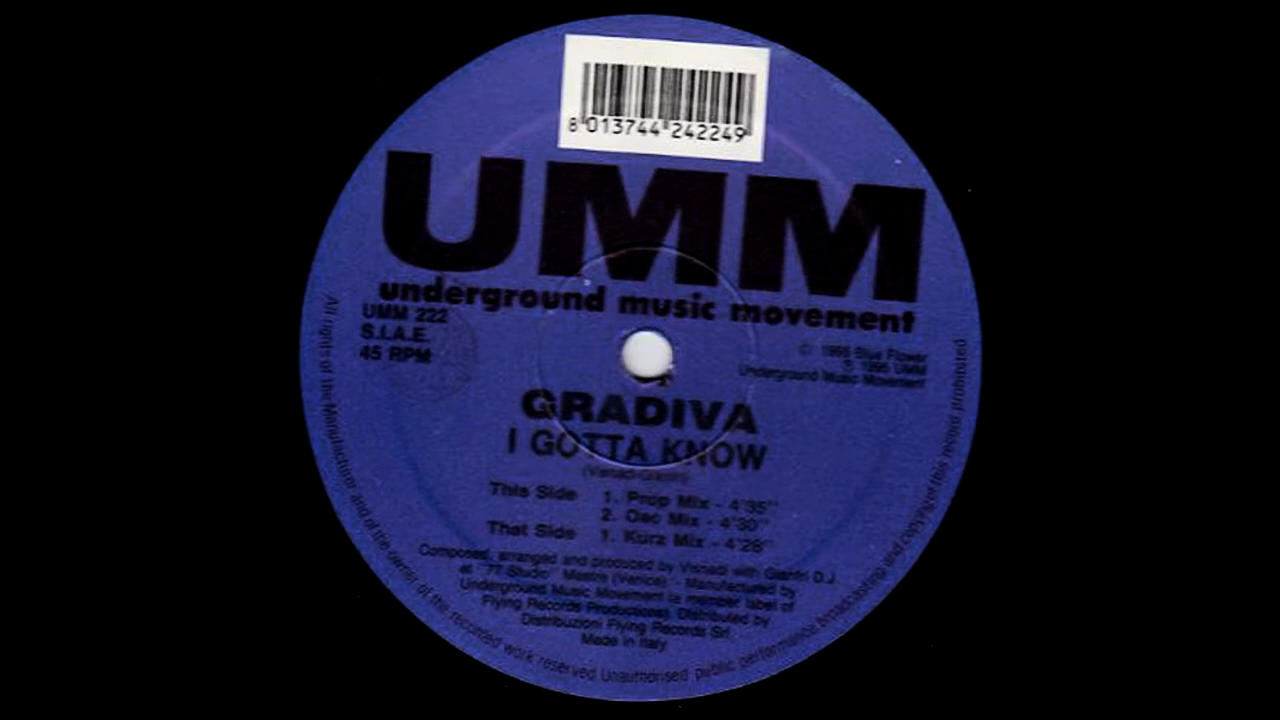 8 013744 242249
UMM
underground music movement
UMM 222
S.I.A.E.
45 RPM
© 1995 Blue Flower
℗ 1995 UMM
Underground Music Movement
GRADIVA
I GOTTA KNOW
(Visnadi-Gianfri)
This Side 1. Prop Mix - 4'35"
2. Oac Mix - 4'30"
That Side 1. Kurz Mix - 4'28"
Composed, arranged and produced by Visnadi with Gianfri D.J.
at "77 Studio" Mestre (Venice) - Manufactured by
Underground Music Movement (a member label of
Flying Records Productions). Distributed by
Distribuzioni Flying Records Srl.
Made in Italy
All rights of the Manufacturer and of the owner of the recorded work reserved Unauthorised public performance broadcasting and copying of this record prohibited